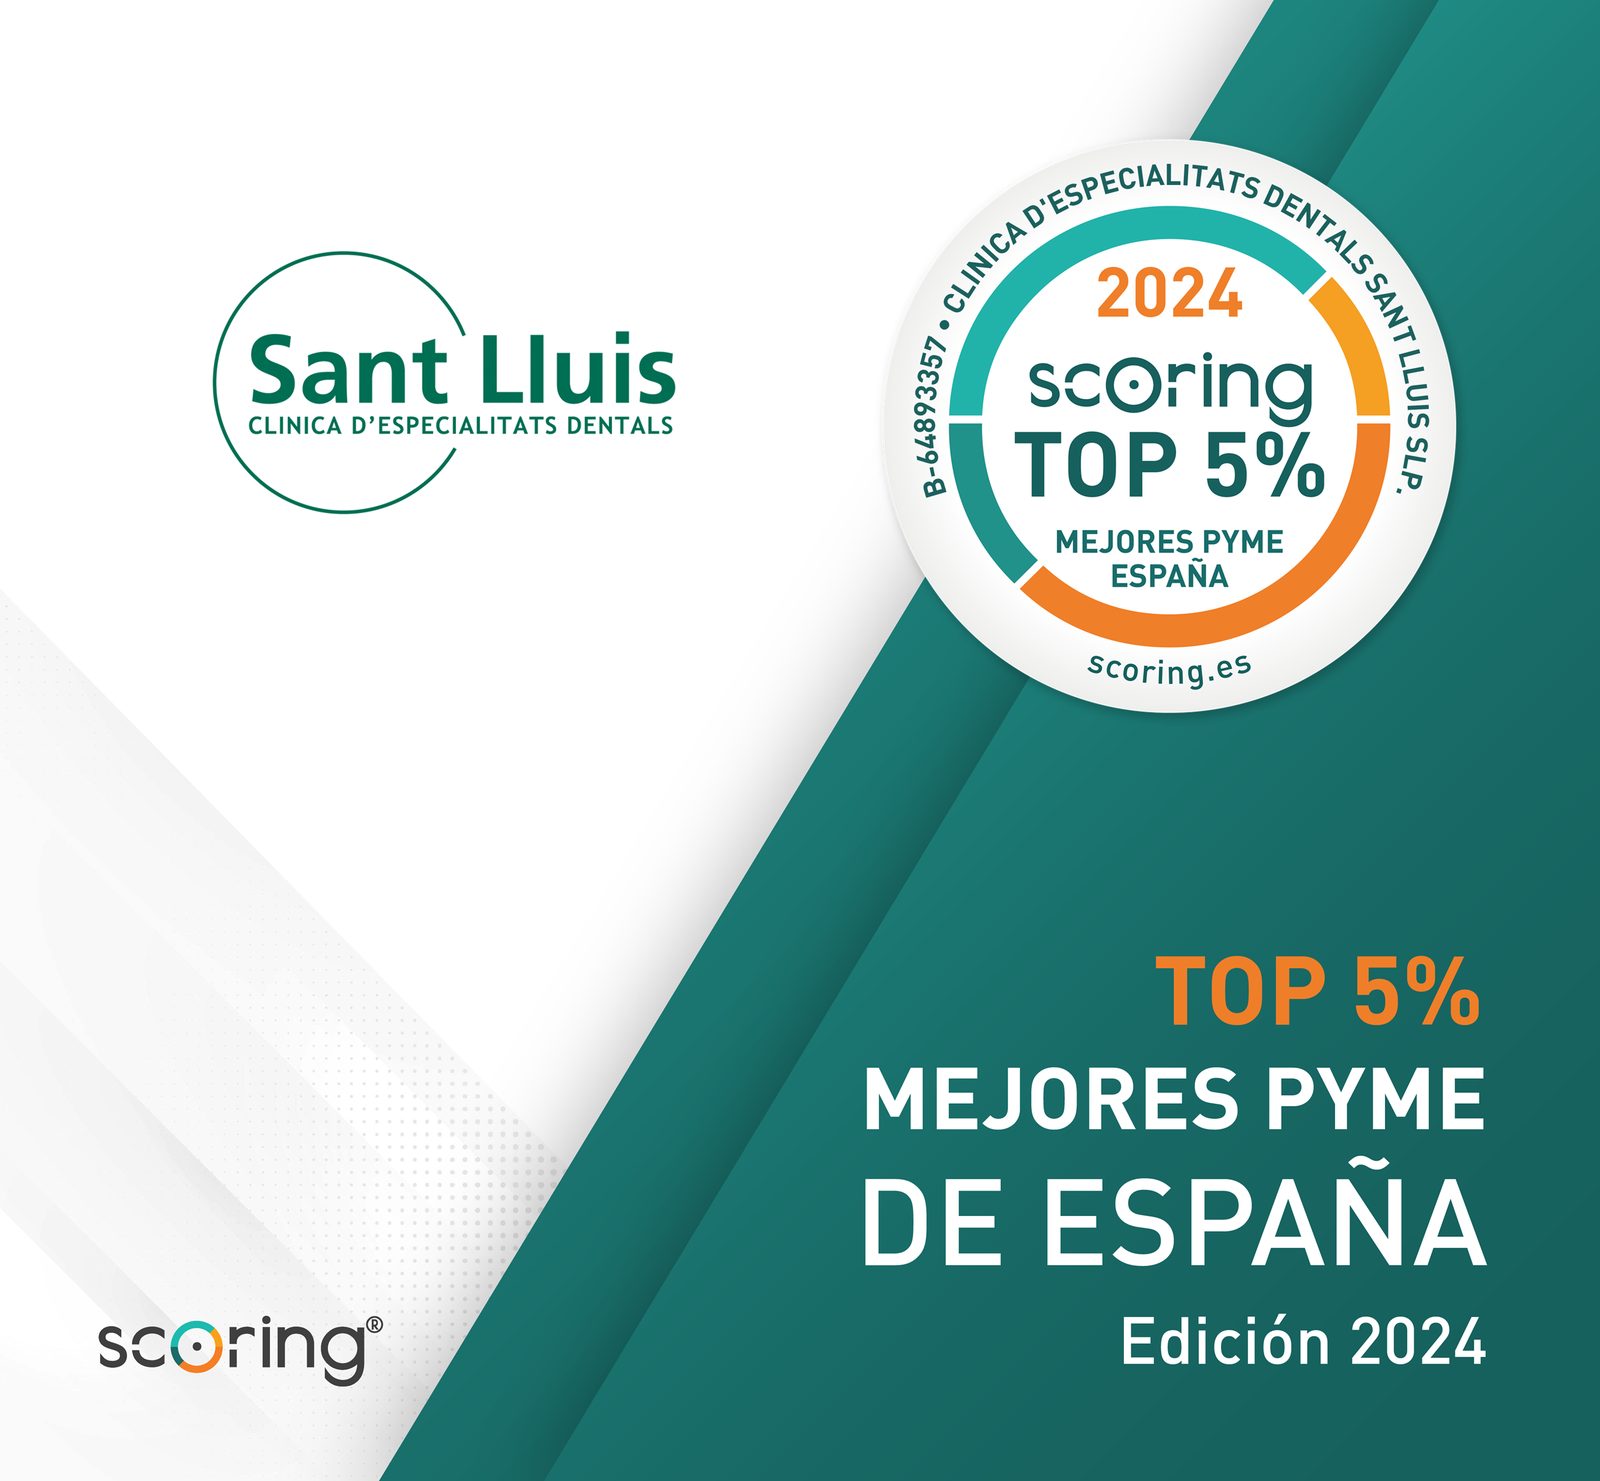 Sant Lluis
CLINICA D'ESPECIALITATS DENTALS
B-64893357 • CLINICA D'ESPECIALITATS DENTALS SANT LLUIS SLP.
2024
scoring
TOP 5%
MEJORES PYME
ESPAÑA
scoring.es
TOP 5%
MEJORES PYME
DE ESPAÑA
Edición 2024
scoring®